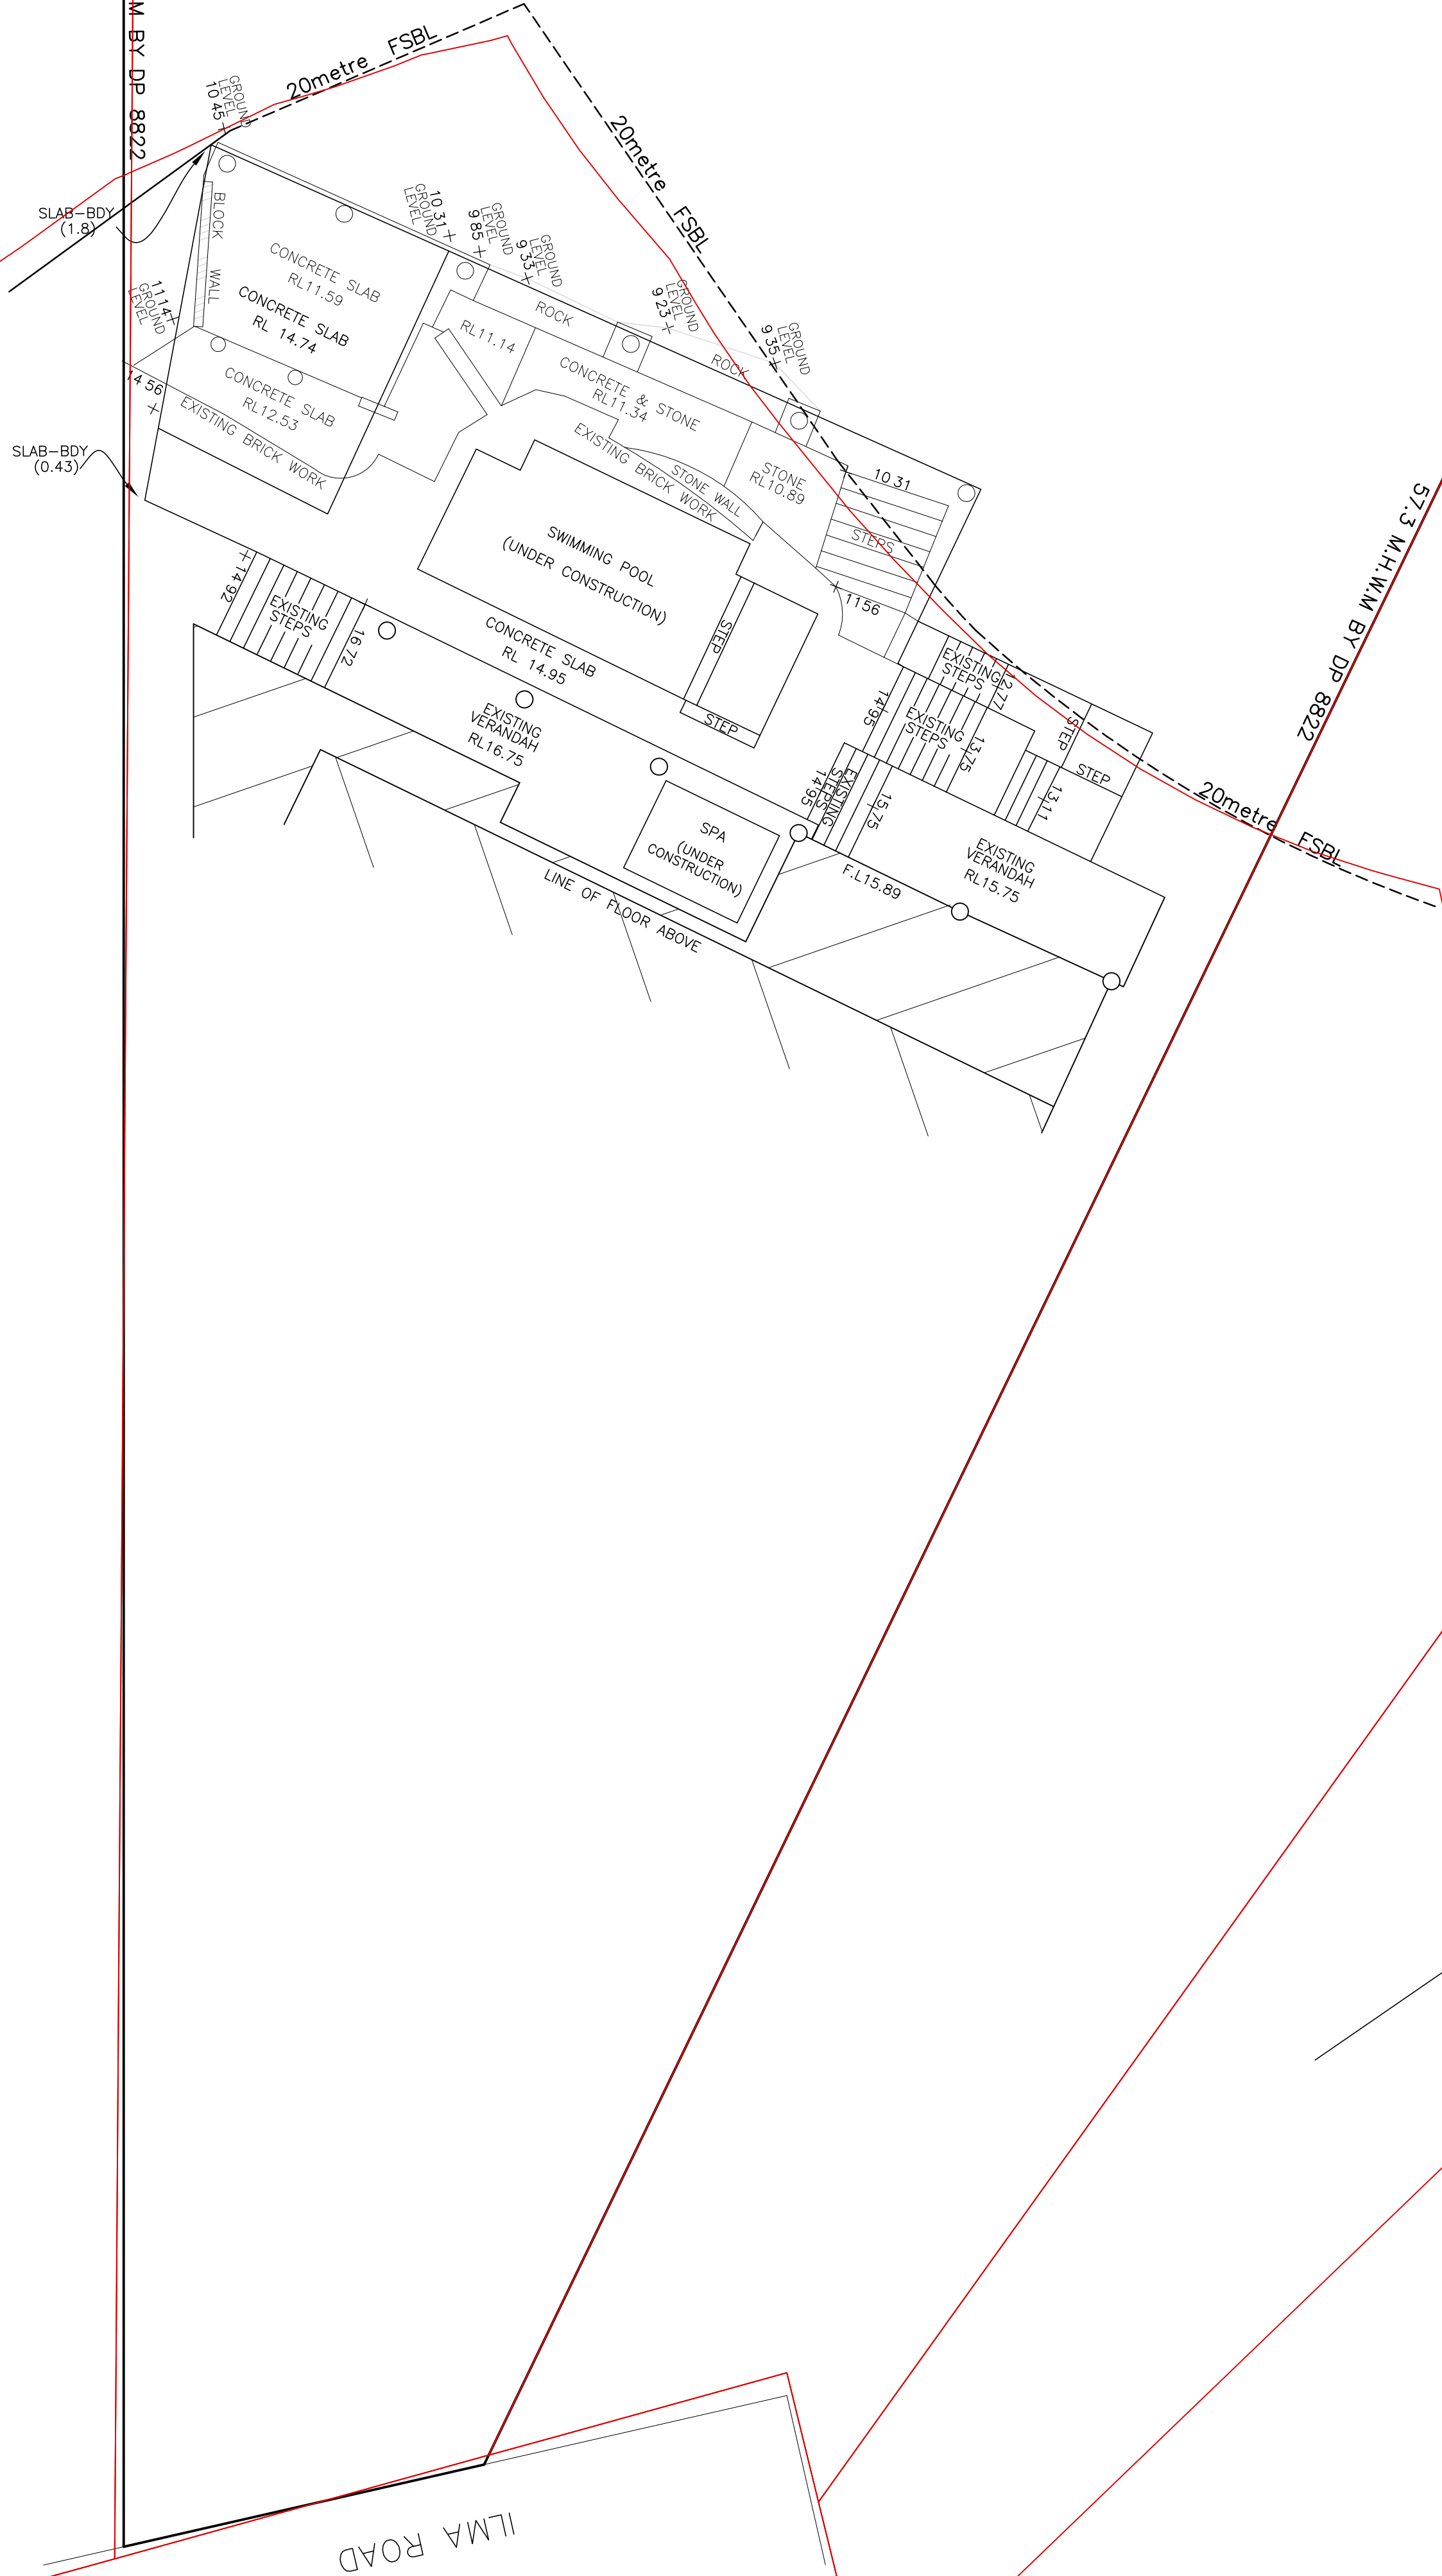 M BY DP 8822
20metre FSBL
GROUND
LEVEL
10 45
20metre FSBL
SLAB-BDY
(1.8)
BLOCK WALL
CONCRETE SLAB
RL11.59
CONCRETE SLAB
RL 14.74
10 31
GROUND
LEVEL
GROUND
LEVEL
9 85
GROUND
LEVEL
9 33
GROUND
LEVEL
9 23
GROUND
LEVEL
9 35
11 14
GROUND
LEVEL
ROCK
RL11.14
ROCK
CONCRETE & STONE
RL11.34
14 56
CONCRETE SLAB
RL12.53
EXISTING BRICK WORK
SLAB-BDY
(0.43)
EXISTING BRICK WORK
STONE WALL
STONE
RL10.89
10 31
STEPS
11 56
57.3 M.H.W.M BY DP 8822
SWIMMING POOL
(UNDER CONSTRUCTION)
14 92
EXISTING
STEPS
16 72
CONCRETE SLAB
RL 14.95
STEP
STEP
EXISTING
STEPS
12 77
14 95
EXISTING
STEPS
13 75
STEP
STEP
13 11
EXISTING
VERANDAH
RL16.75
EXISTING
STEPS
14 95
15 75
20metre FSBL
SPA
(UNDER
CONSTRUCTION)
EXISTING
VERANDAH
RL15.75
F.L15.89
LINE OF FLOOR ABOVE
ILMA ROAD